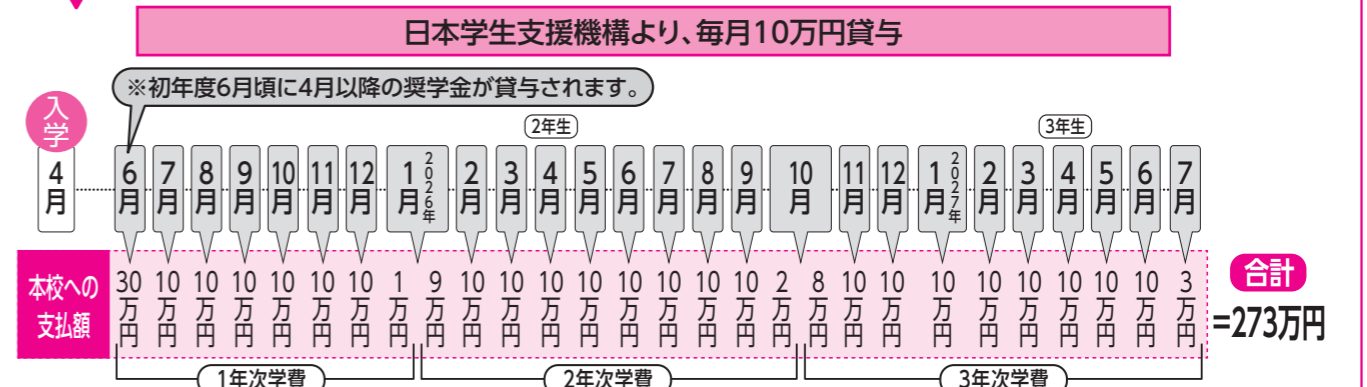 日本学生支援機構より、毎月10万円貸与
※初年度6月頃に4月以降の奨学金が貸与されます。
入学
2年生
3年生
4月 6月 7月 8月 9月 10月 11月 12月 1月 2026年 2月 3月 4月 5月 6月 7月 8月 9月 10月 11月 12月 1月 2027年 2月 3月 4月 5月 6月 7月
本校への
支払額
30万円 10万円 10万円 10万円 10万円 10万円 10万円 1万円 9万円 10万円 10万円 10万円 10万円 10万円 10万円 10万円 2万円 8万円 10万円 10万円 10万円 10万円 10万円 10万円 10万円 10万円 3万円
合計
=273万円
1年次学費
2年次学費
3年次学費